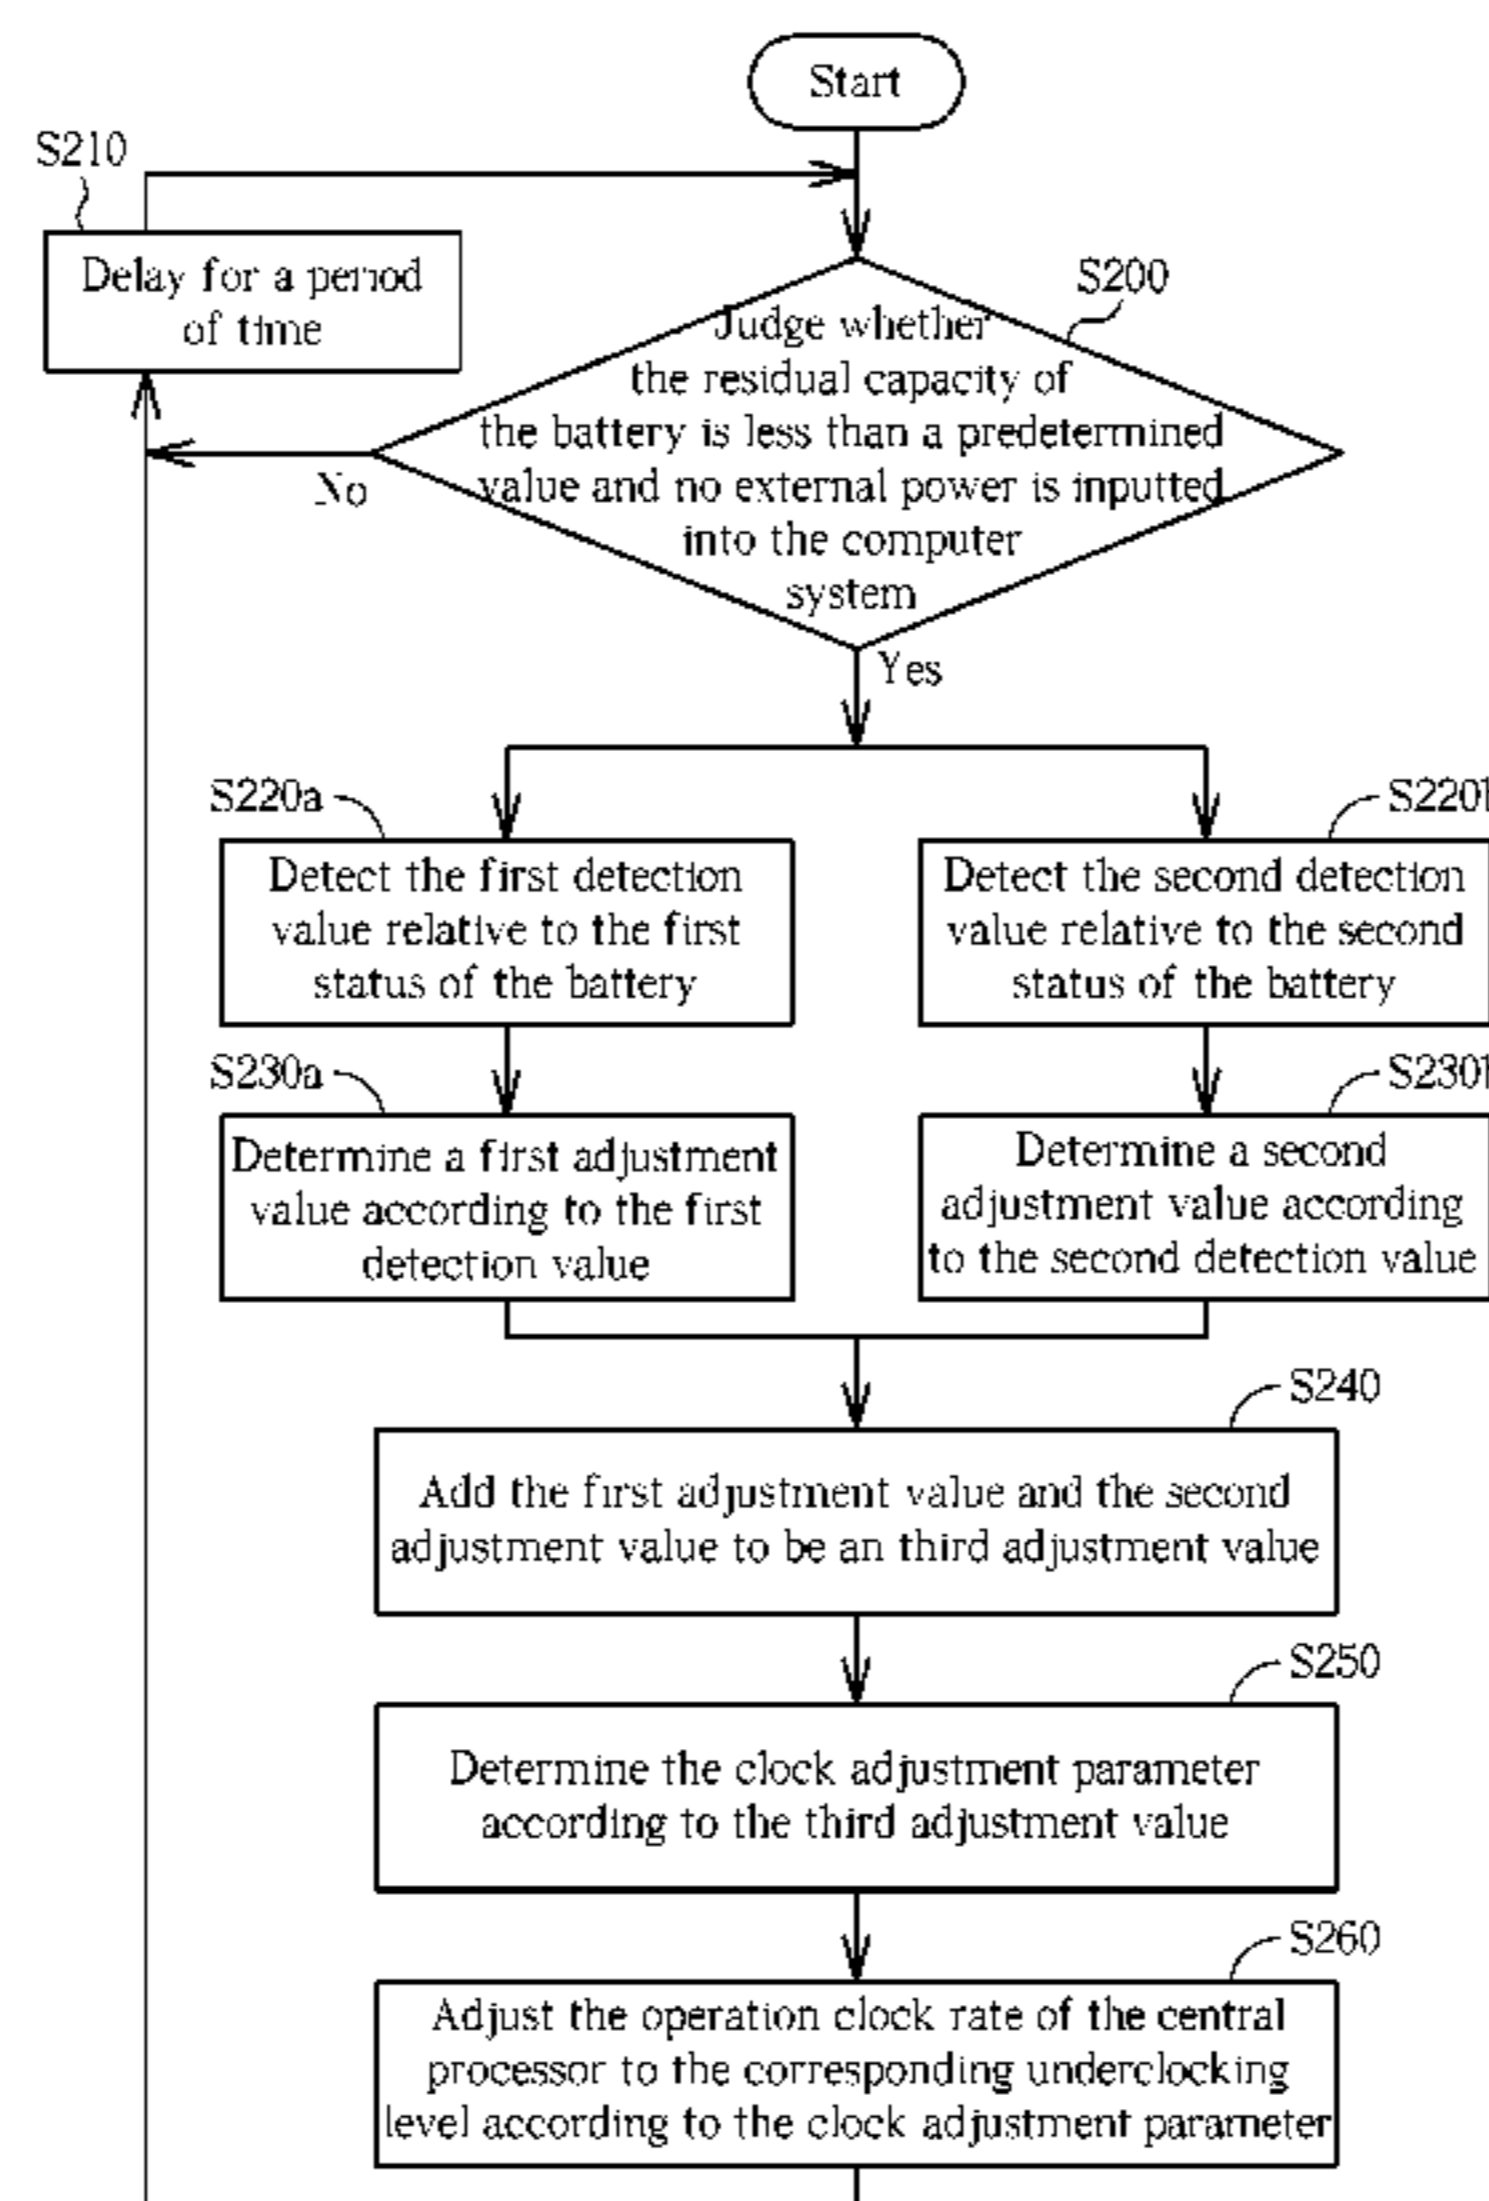 Start
S210
Delay for a period
of time
S200
Judge whether
the residual capacity of
the battery is less than a predetermined
value and no external power is inputted
into the computer
system
No
Yes
S220a
Detect the first detection
value relative to the first
status of the battery
S220b
Detect the second detection
value relative to the second
status of the battery
S230a
Determine a first adjustment
value according to the first
detection value
S230b
Determine a second
adjustment value according
to the second detection value
S240
Add the first adjustment value and the second
adjustment value to be an third adjustment value
S250
Determine the clock adjustment parameter
according to the third adjustment value
S260
Adjust the operation clock rate of the central
processor to the corresponding underclocking
level according to the clock adjustment parameter